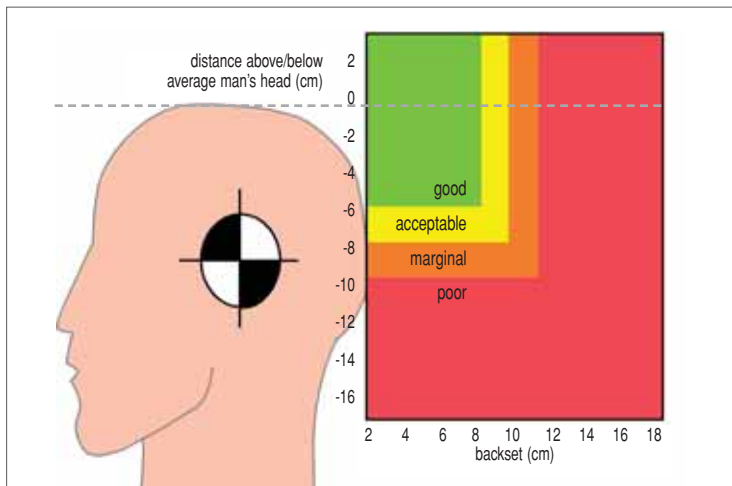 distance above/below
average man's head (cm)
2
0
-2
-4
-6
-8
-10
-12
-14
-16
good
acceptable
marginal
poor
2 4 6 8 10 12 14 16 18
backset (cm)